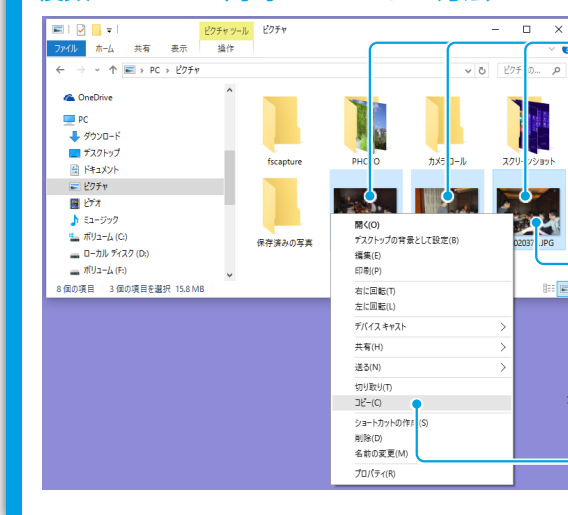 ピクチャ ツール ピクチャ
ファイル ホーム 共有 表示 操作
PC › ピクチャ
OneDrive
PC
ダウンロード
デスクトップ
ドキュメント
ピクチャ
ビデオ
ミュージック
ボリューム (C:)
ローカル ディスク (D:)
ボリューム (F:)
fscapture
PHOTO
カメラロール
スクリーンショット
保存済みの写真
.JPG
8 個の項目 3 個の項目を選択 15.8 MB
開く(O)
デスクトップの背景として設定(B)
編集(E)
印刷(P)
右に回転(T)
左に回転(L)
デバイス キャスト
共有(H)
送る(N)
切り取り(T)
コピー(C)
ショートカットの作成(S)
削除(D)
名前の変更(M)
プロパティ(R)